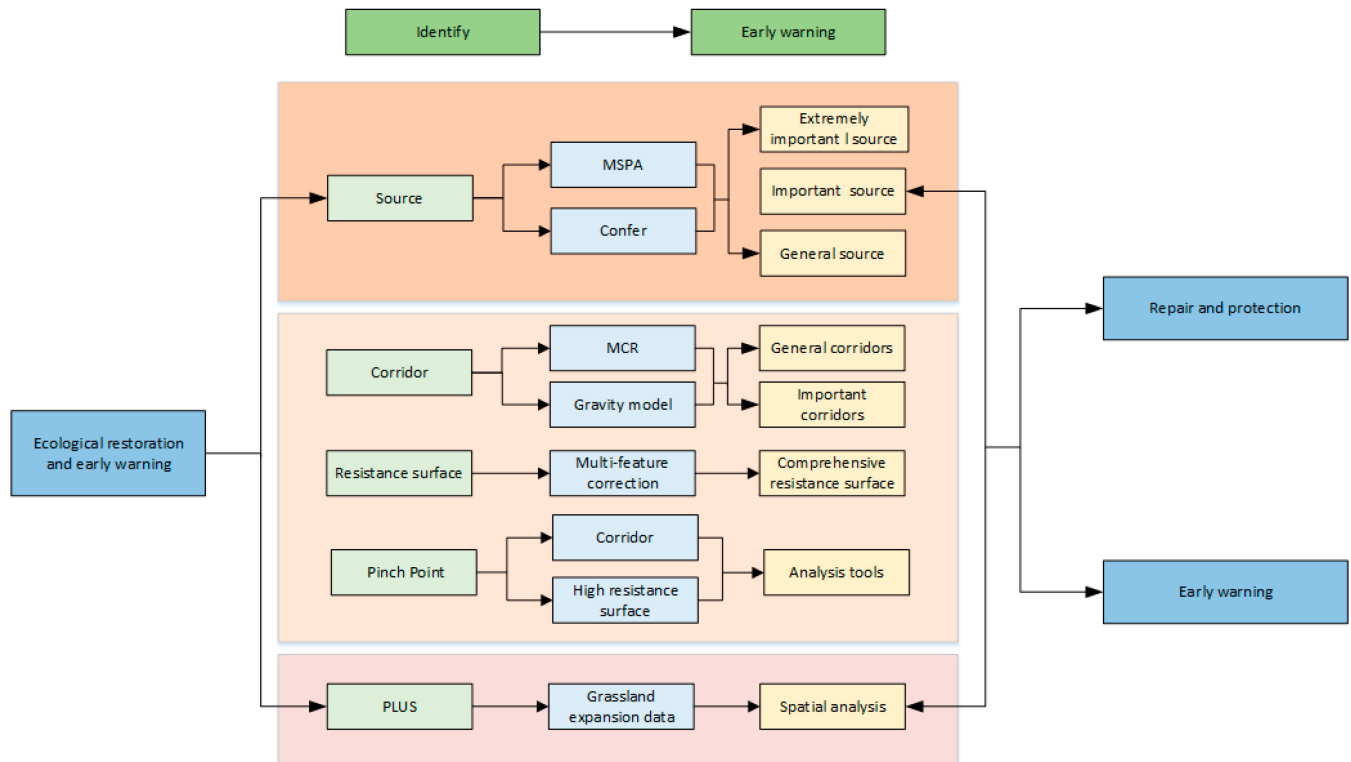 Identify
Early warning
Extremely
important l source
MSPA
Source
Important source
Confer
General source
Repair and protection
MCR
General corridors
Corridor
Gravity model
Important
corridors
Ecological restoration
and early warning
Resistance surface
Multi-feature
correction
Comprehensive
resistance surface
Corridor
Pinch Point
Analysis tools
High resistance
surface
Early warning
PLUS
Grassland
expansion data
Spatial analysis